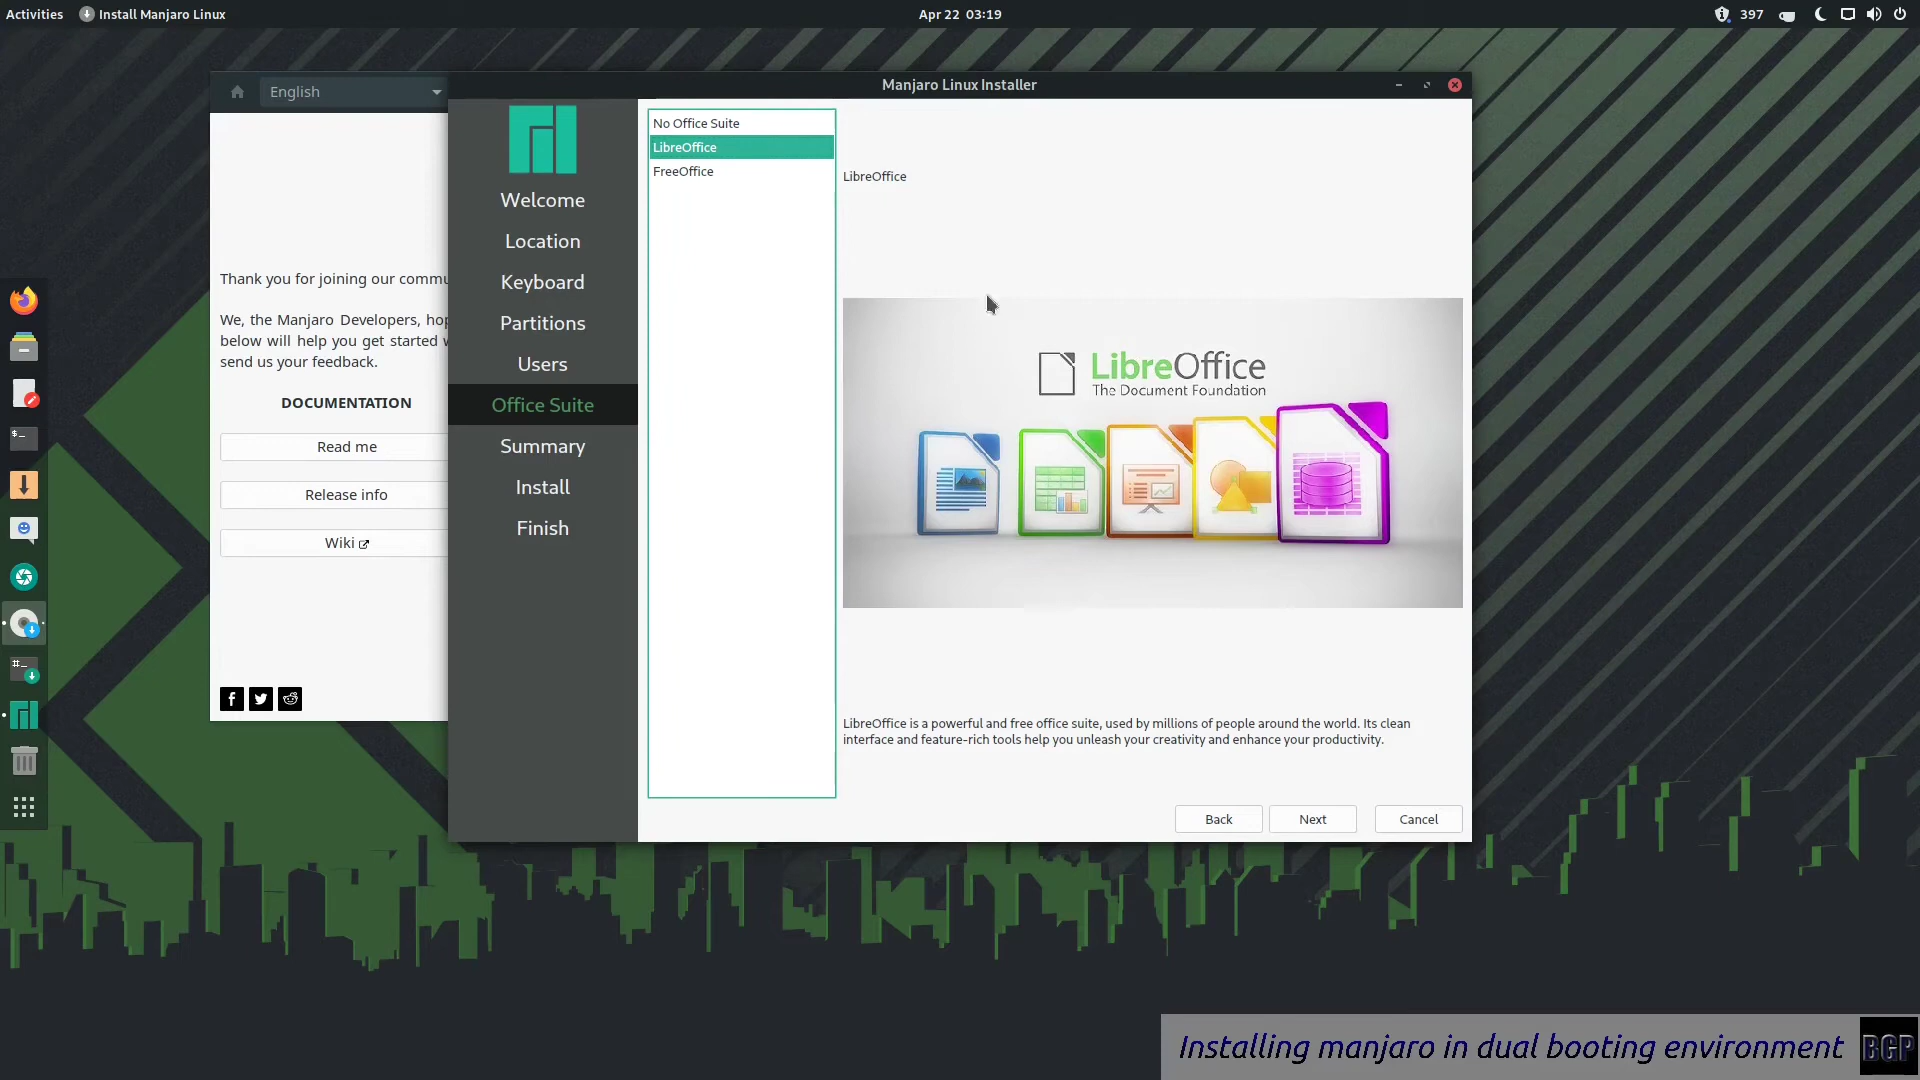 Activities
Install Manjaro Linux
Apr 22 03:19
397
English
Manjaro Linux Installer
Thank you for joining our commu
We, the Manjaro Developers, hop
below will help you get started w
send us your feedback.
DOCUMENTATION
Read me
Release info
Wiki
Welcome
Location
Keyboard
Partitions
Users
Office Suite
Summary
Install
Finish
No Office Suite
LibreOffice
FreeOffice
LibreOffice
LibreOffice
The Document Foundation
LibreOffice is a powerful and free office suite, used by millions of people around the world. Its clean
interface and feature-rich tools help you unleash your creativity and enhance your productivity.
Back
Next
Cancel
Installing manjaro in dual booting environment
BGP